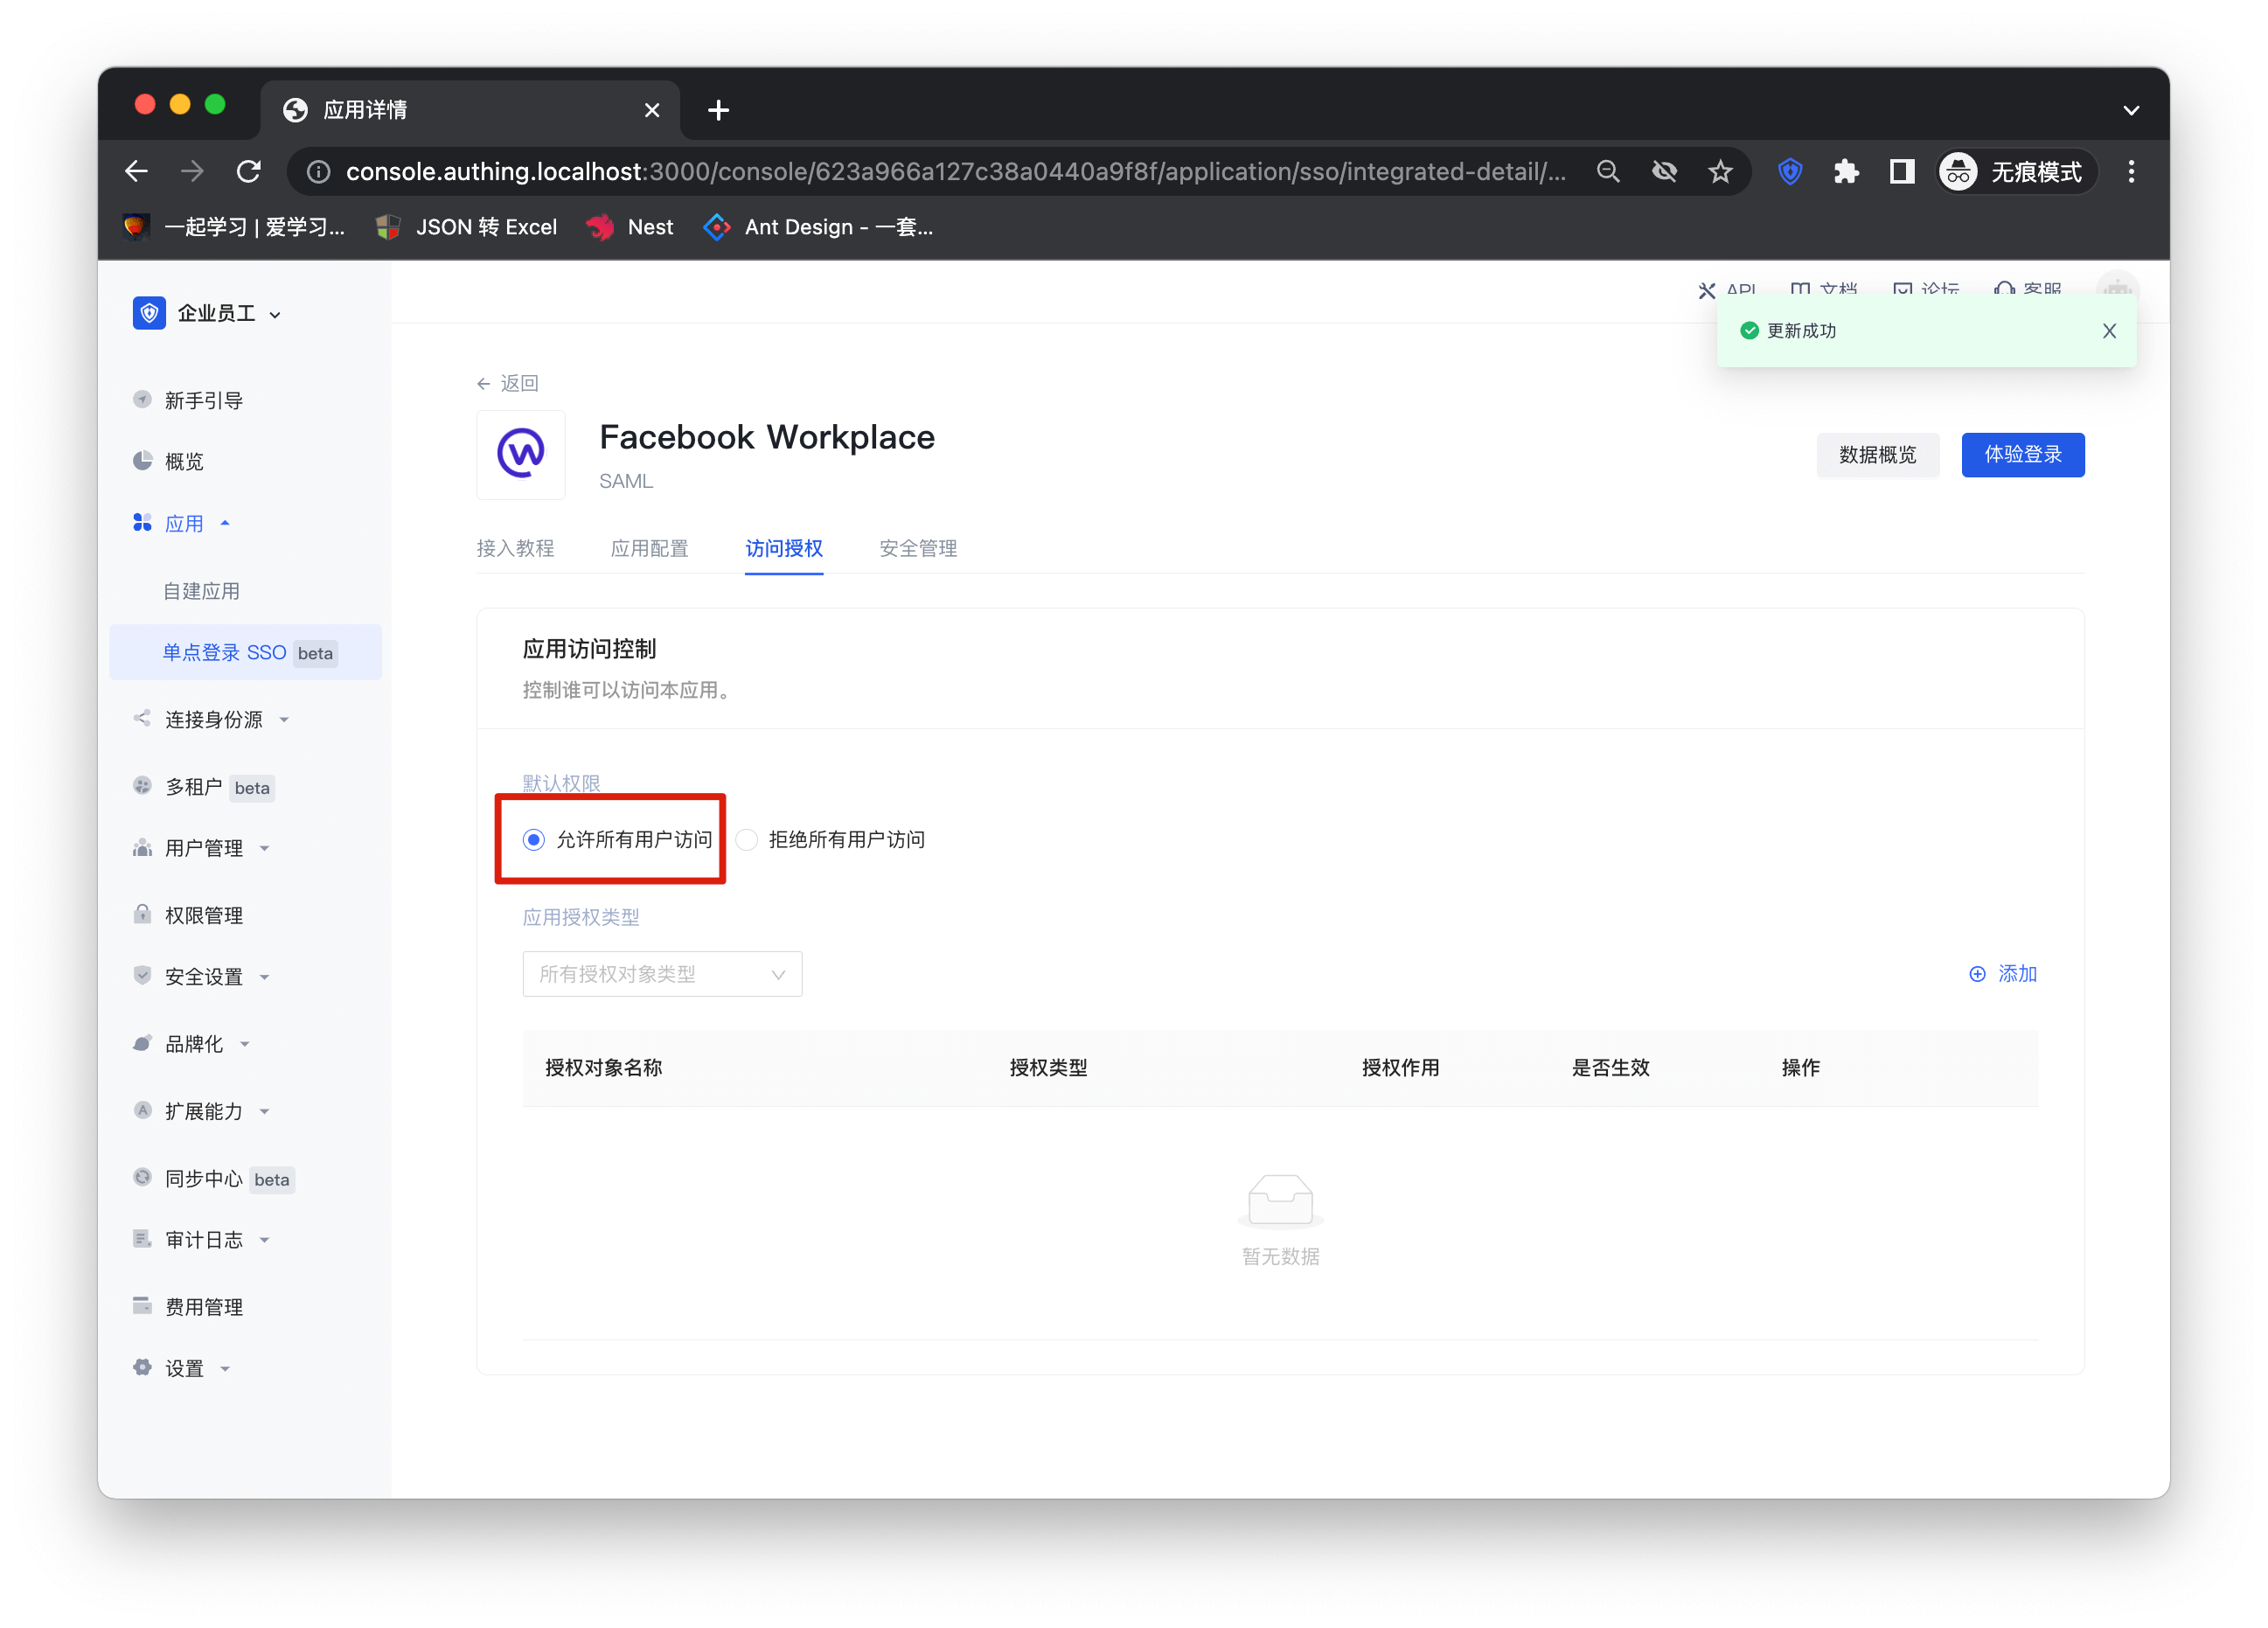 应用详情
console.authing.localhost:3000/console/623a966a127c38a0440a9f8f/application/sso/integrated-detail/...
无痕模式
一起学习 | 爱学习...
JSON 转 Excel
Nest
Ant Design - 一套...
企业员工
API
文档
论坛
客服
更新成功
新手引导
概览
应用
自建应用
单点登录 SSO beta
连接身份源
多租户 beta
用户管理
权限管理
安全设置
品牌化
扩展能力
同步中心 beta
审计日志
费用管理
设置
返回
Facebook Workplace
SAML
数据概览
体验登录
接入教程
应用配置
访问授权
安全管理
应用访问控制
控制谁可以访问本应用。
默认权限
允许所有用户访问
拒绝所有用户访问
应用授权类型
所有授权对象类型
添加
授权对象名称
授权类型
授权作用
是否生效
操作
暂无数据